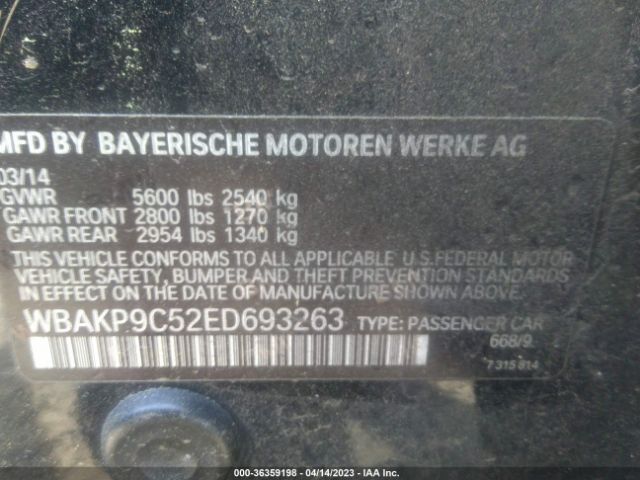 MFD BY BAYERISCHE MOTOREN WERKE AG
03/14
GVWR 5600 lbs 2540 kg
GAWR FRONT 2800 lbs 1270 kg
GAWR REAR 2954 lbs 1340 kg
THIS VEHICLE CONFORMS TO ALL APPLICABLE U.S.FEDERAL MOTOR
VEHICLE SAFETY, BUMPER AND THEFT PREVENTION STANDARDS
IN EFFECT ON THE DATE OF MANUFACTURE SHOWN ABOVE.
WBAKP9C52ED693263 TYPE: PASSENGER CAR
668/9
7 315 814
000-36359198 - 04/14/2023 - IAA Inc.